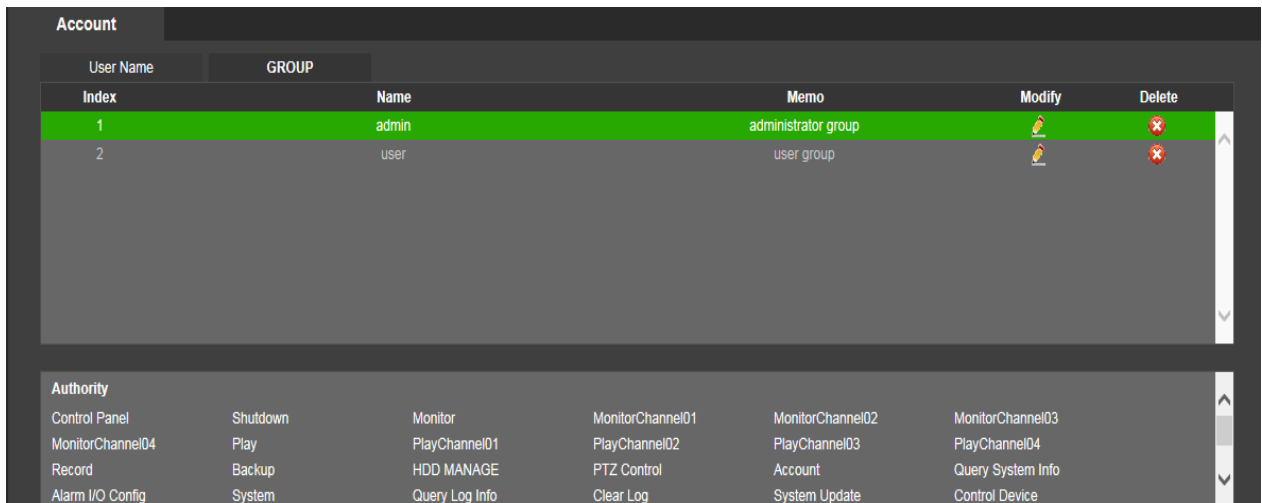 Account
User Name GROUP
Index Name Memo Modify Delete
1 admin administrator group
2 user user group
Authority
Control Panel Shutdown Monitor MonitorChannel01 MonitorChannel02 MonitorChannel03
MonitorChannel04 Play PlayChannel01 PlayChannel02 PlayChannel03 PlayChannel04
Record Backup HDD MANAGE PTZ Control Account Query System Info
Alarm I/O Config System Query Log Info Clear Log System Update Control Device